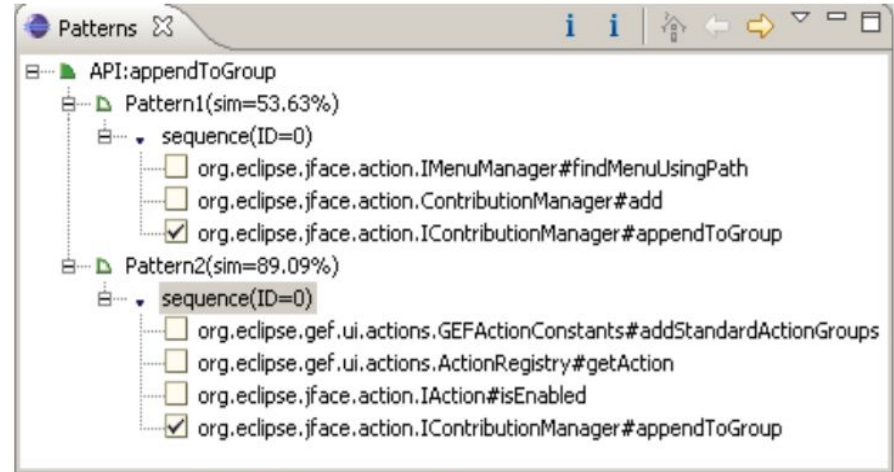 Patterns
API:appendToGroup
Pattern1(sim=53.63%)
sequence(ID=0)
org.eclipse.jface.action.IMenuManager#findMenuUsingPath
org.eclipse.jface.action.ContributionManager#add
org.eclipse.jface.action.IContributionManager#appendToGroup
Pattern2(sim=89.09%)
sequence(ID=0)
org.eclipse.gef.ui.actions.GEFActionConstants#addStandardActionGroups
org.eclipse.gef.ui.actions.ActionRegistry#getAction
org.eclipse.jface.action.IAction#isEnabled
org.eclipse.jface.action.IContributionManager#appendToGroup